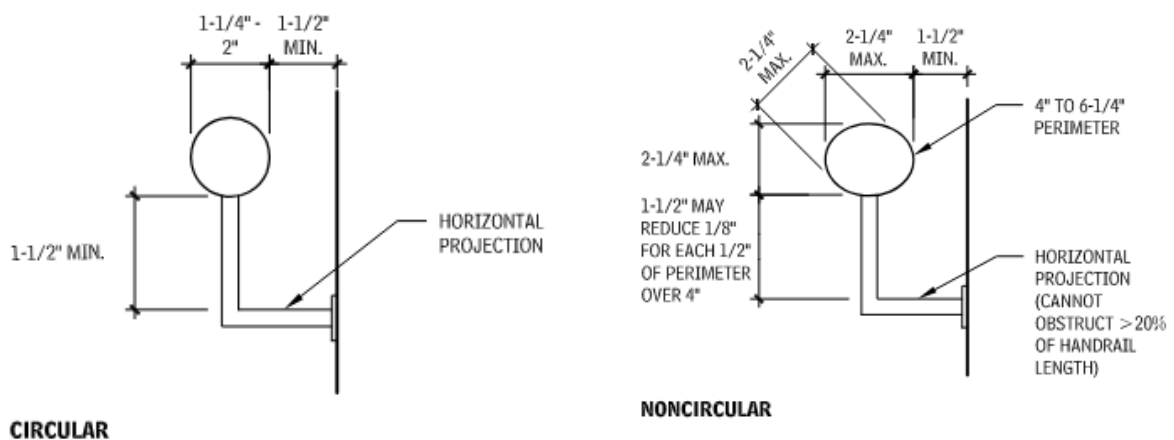 1-1/4" -
2"
1-1/2"
MIN.
1-1/2" MIN.
HORIZONTAL
PROJECTION
CIRCULAR
2-1/4"
MAX.
2-1/4"
MAX.
1-1/2"
MIN.
4" TO 6-1/4"
PERIMETER
2-1/4" MAX.
1-1/2" MAY
REDUCE 1/8"
FOR EACH 1/2"
OF PERIMETER
OVER 4"
HORIZONTAL
PROJECTION
(CANNOT
OBSTRUCT >20%
OF HANDRAIL
LENGTH)
NONCIRCULAR